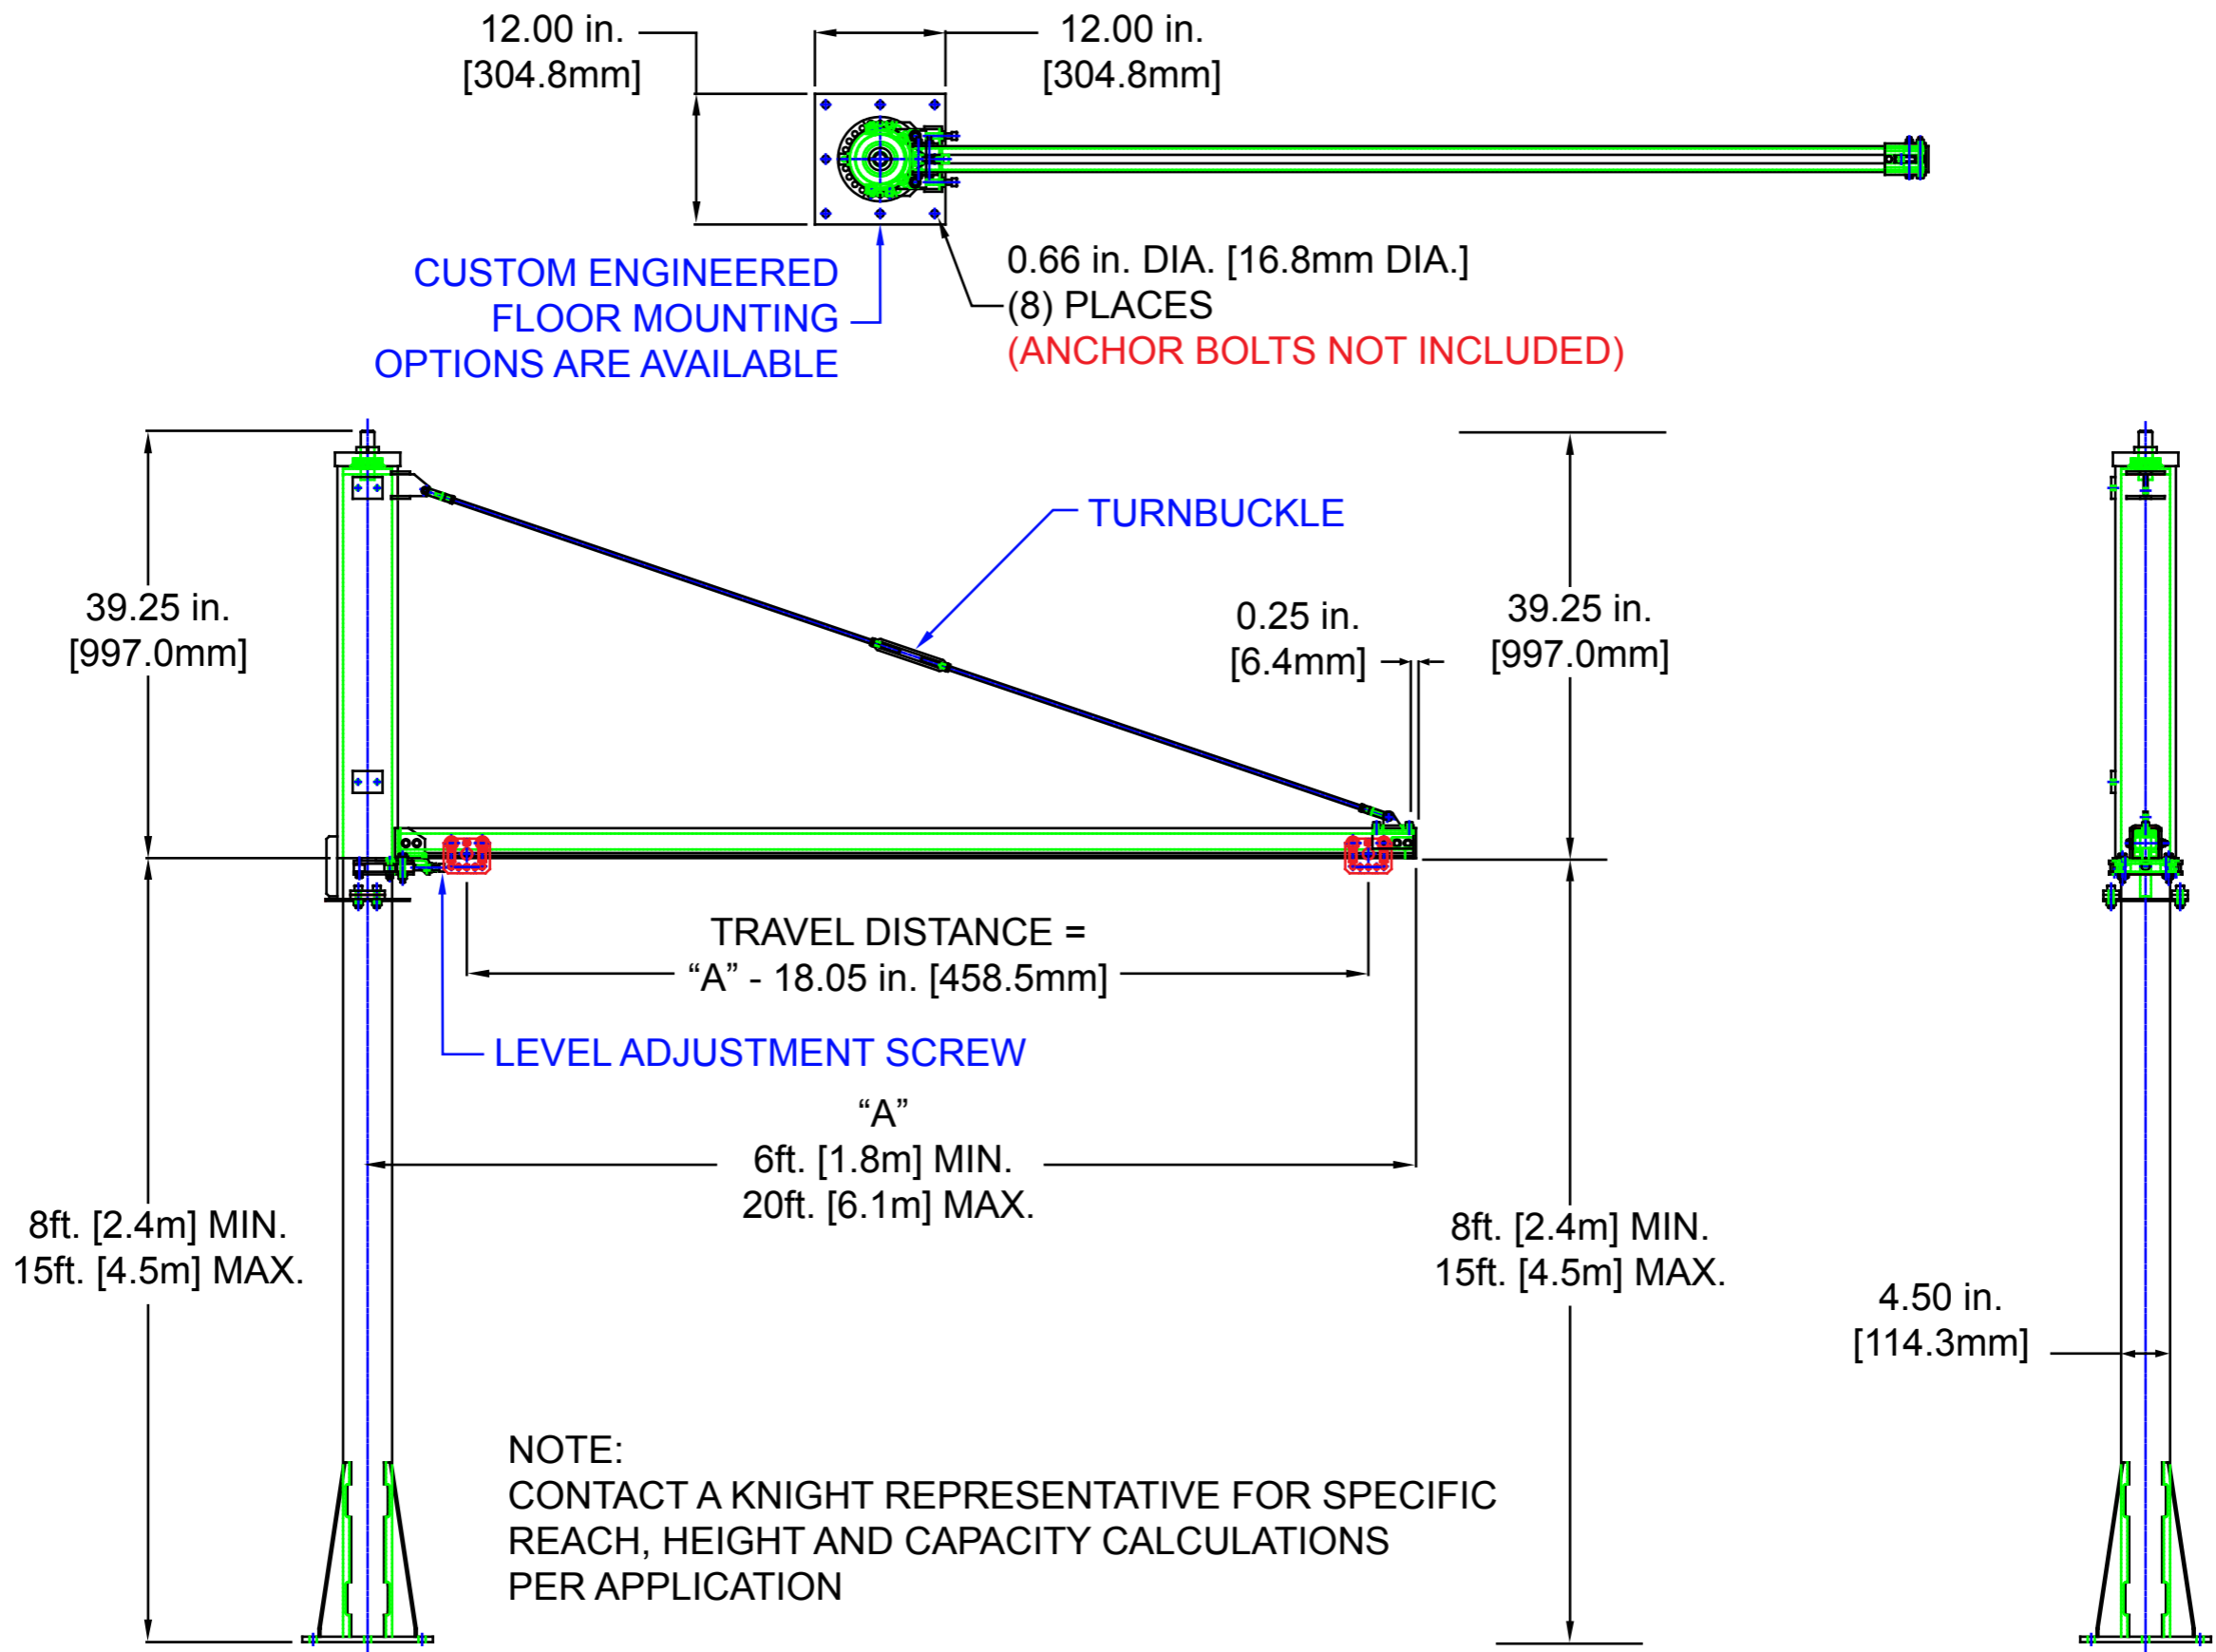 12.00 in.
[304.8mm]
12.00 in.
[304.8mm]
CUSTOM ENGINEERED
FLOOR MOUNTING
OPTIONS ARE AVAILABLE
0.66 in. DIA. [16.8mm DIA.]
(8) PLACES
(ANCHOR BOLTS NOT INCLUDED)
TURNBUCKLE
39.25 in.
[997.0mm]
0.25 in.
[6.4mm]
39.25 in.
[997.0mm]
TRAVEL DISTANCE =
“A” - 18.05 in. [458.5mm]
LEVEL ADJUSTMENT SCREW
“A”
6ft. [1.8m] MIN.
20ft. [6.1m] MAX.
8ft. [2.4m] MIN.
15ft. [4.5m] MAX.
8ft. [2.4m] MIN.
15ft. [4.5m] MAX.
4.50 in.
[114.3mm]
NOTE:
CONTACT A KNIGHT REPRESENTATIVE FOR SPECIFIC
REACH, HEIGHT AND CAPACITY CALCULATIONS
PER APPLICATION